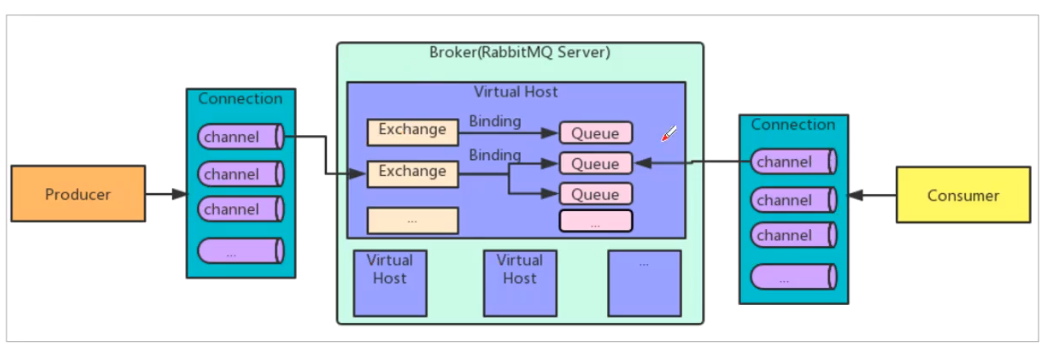 Broker(RabbitMQ Server)
Virtual Host
Connection
channel
channel
channel
...
Producer
Exchange
Binding
Queue
Exchange
Binding
Queue
Queue
...
...
Virtual
Host
Virtual
Host
...
Connection
channel
channel
channel
...
Consumer